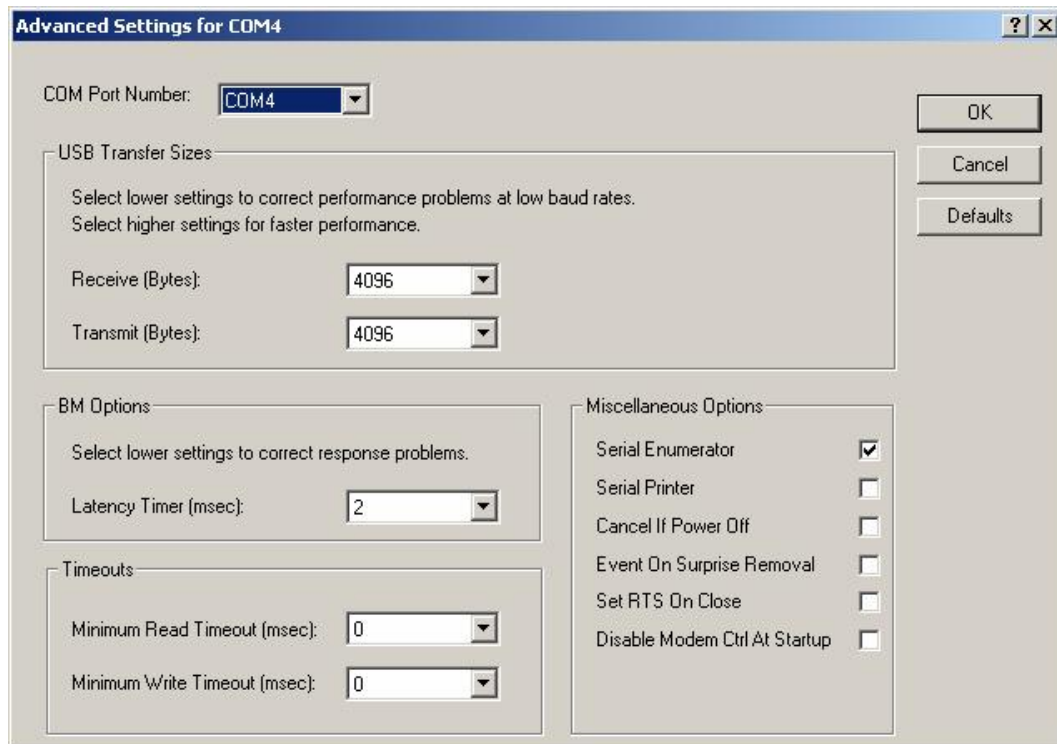 Advanced Settings for COM4
COM Port Number: COM4
OK
Cancel
Defaults
USB Transfer Sizes
Select lower settings to correct performance problems at low baud rates.
Select higher settings for faster performance.
Receive (Bytes): 4096
Transmit (Bytes): 4096
BM Options
Select lower settings to correct response problems.
Latency Timer (msec): 2
Timeouts
Minimum Read Timeout (msec): 0
Minimum Write Timeout (msec): 0
Miscellaneous Options
Serial Enumerator
Serial Printer
Cancel If Power Off
Event On Surprise Removal
Set RTS On Close
Disable Modem Ctrl At Startup